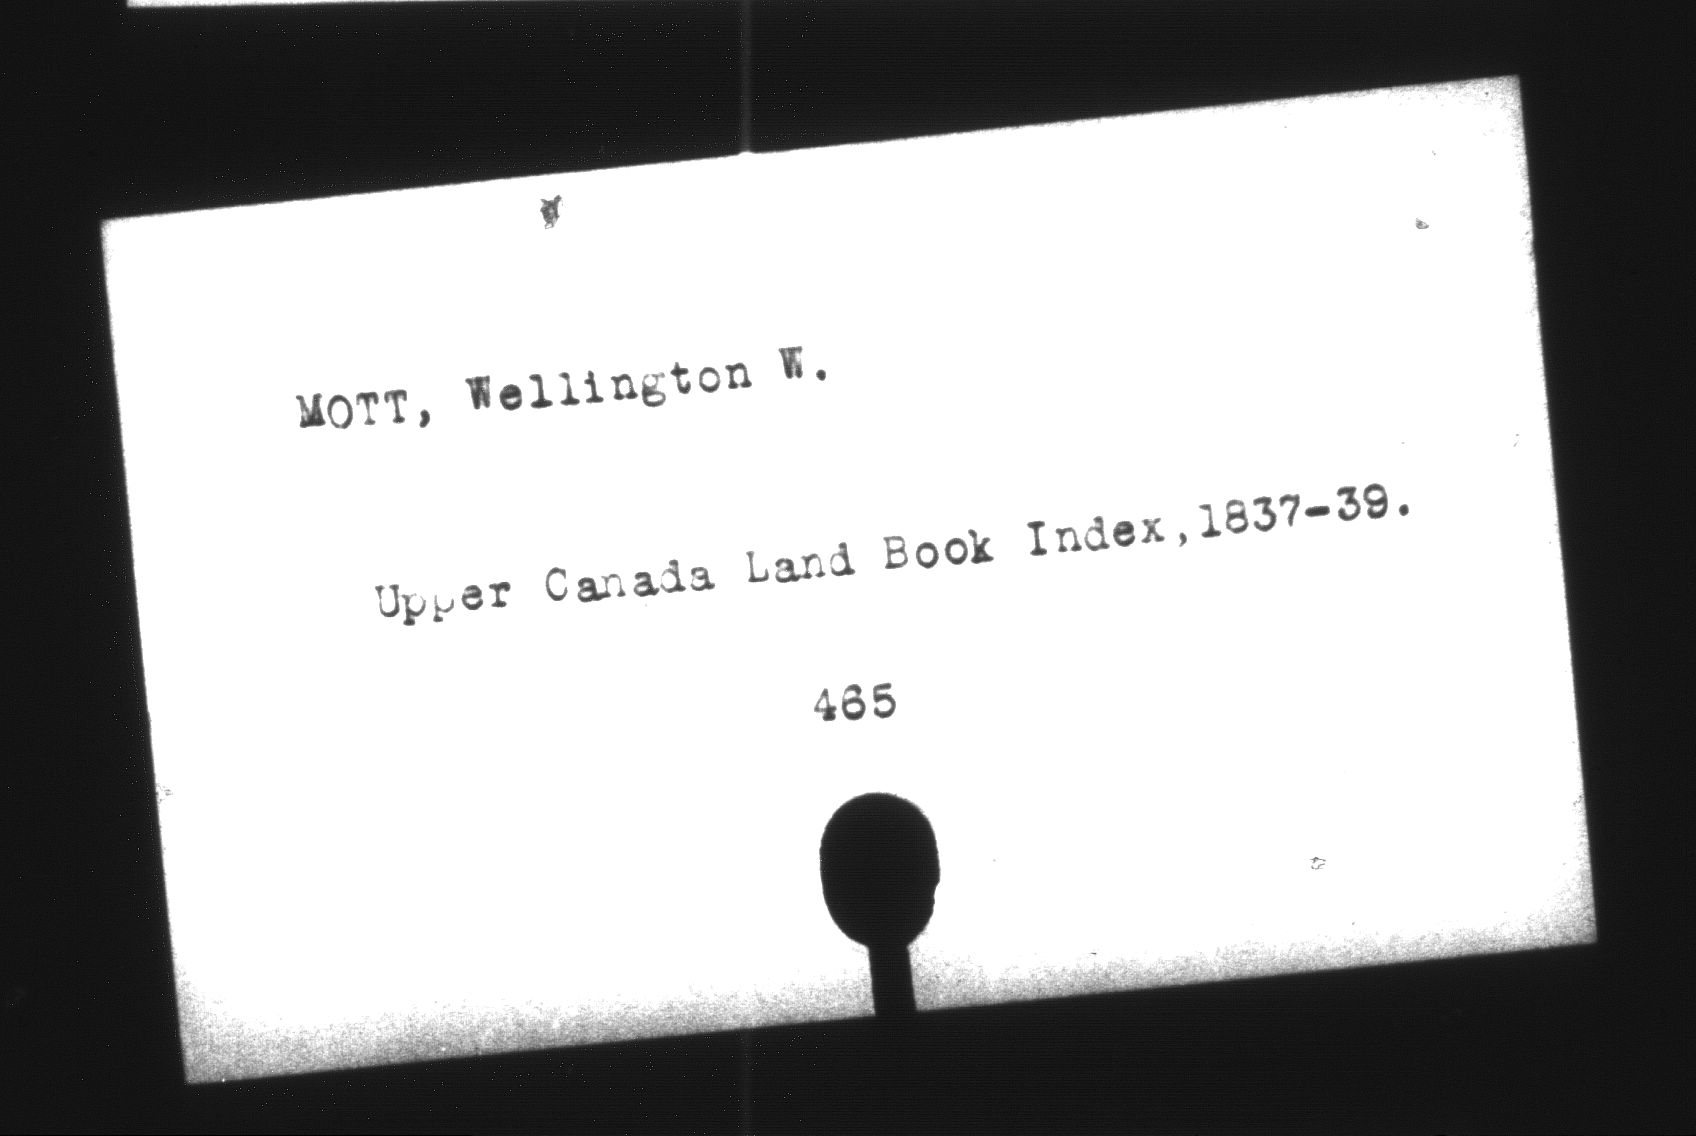 MOTT, Wellington W.
Upper Canada Land Book Index,1837-39.
465